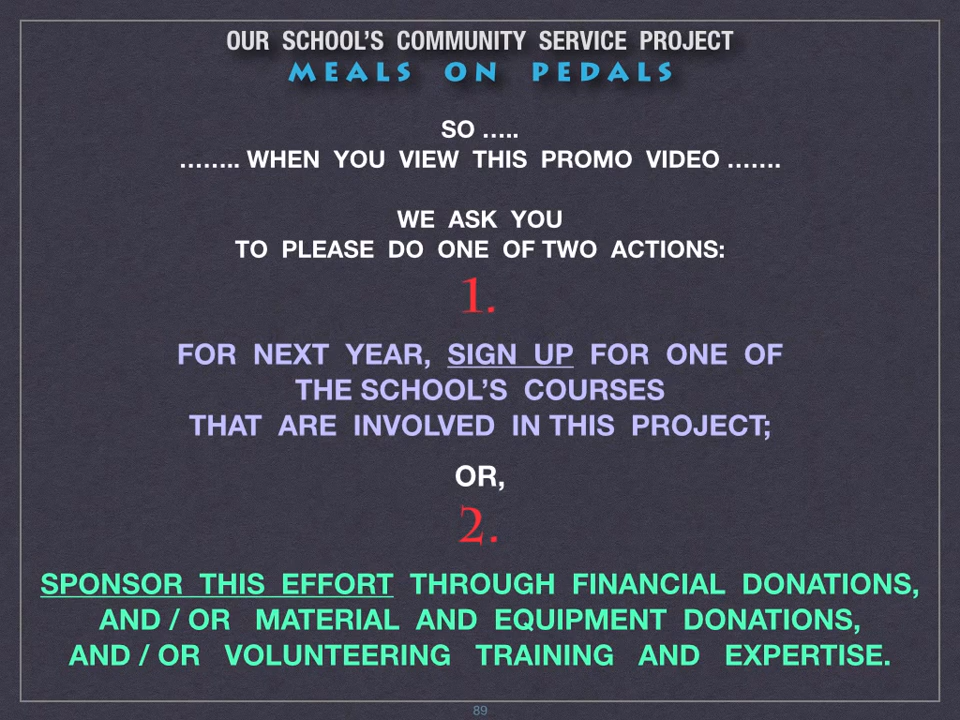 OUR SCHOOL'S COMMUNITY SERVICE PROJECT
MEALS ON PEDALS
SO …..
…….. WHEN YOU VIEW THIS PROMO VIDEO …….
WE ASK YOU
TO PLEASE DO ONE OF TWO ACTIONS:
1.
FOR NEXT YEAR, SIGN UP FOR ONE OF
THE SCHOOL'S COURSES
THAT ARE INVOLVED IN THIS PROJECT;
OR,
2.
SPONSOR THIS EFFORT THROUGH FINANCIAL DONATIONS,
AND / OR MATERIAL AND EQUIPMENT DONATIONS,
AND / OR VOLUNTEERING TRAINING AND EXPERTISE.
89